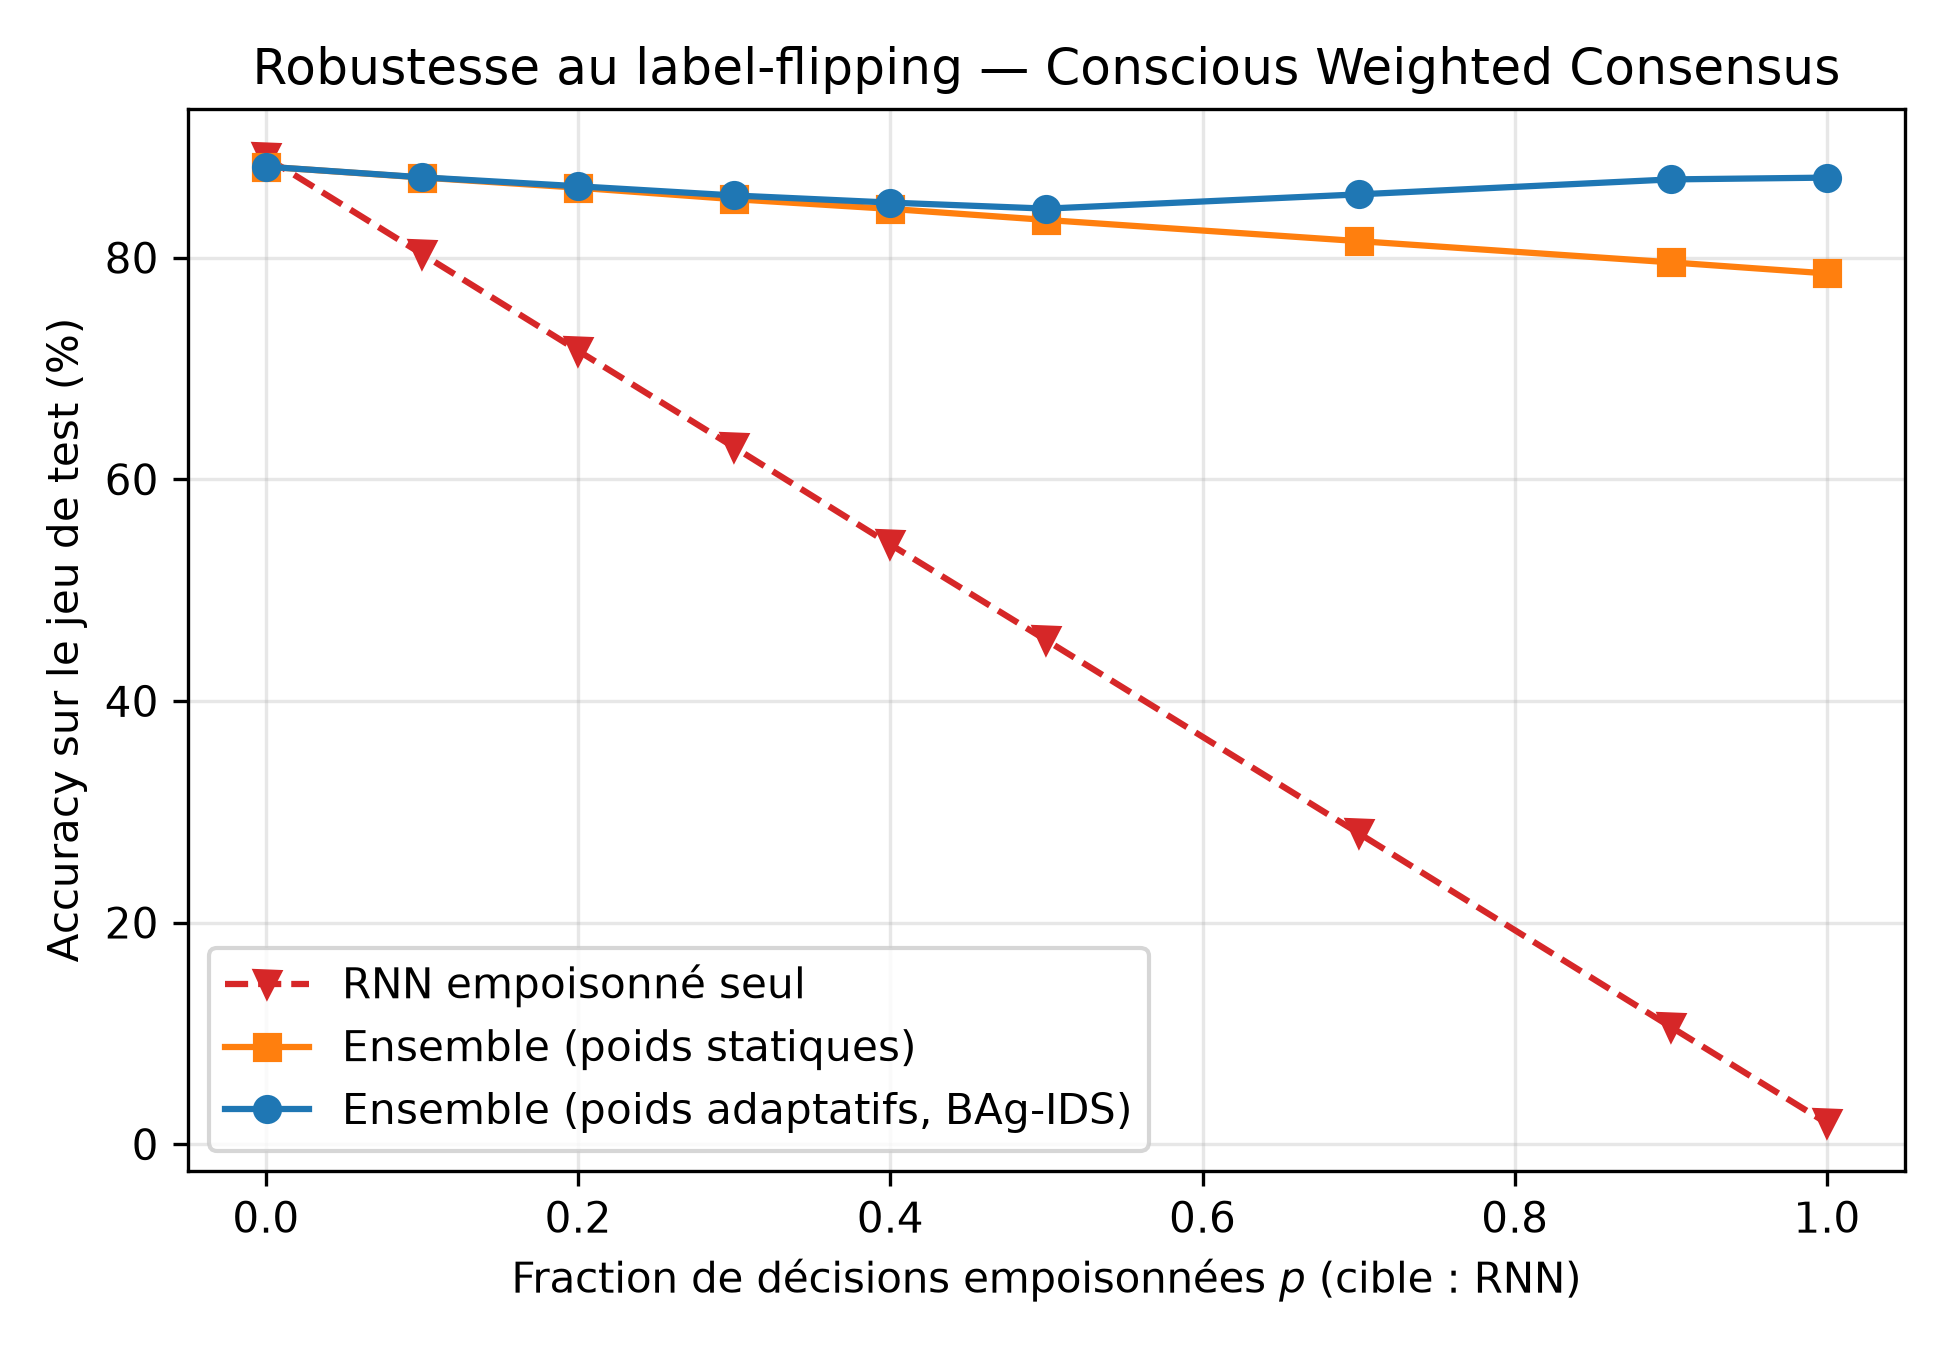 Robustesse au label-flipping — Conscious Weighted Consensus
Accuracy sur le jeu de test (%)
80
60
40
20
0
RNN empoisonné seul
Ensemble (poids statiques)
Ensemble (poids adaptatifs, BAg-IDS)
0.0 0.2 0.4 0.6 0.8 1.0
Fraction de décisions empoisonnées p (cible : RNN)